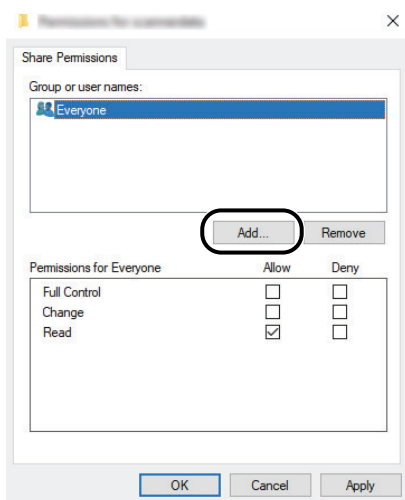 Share Permissions
Group or user names:
Everyone
Add... Remove
Permissions for Everyone Allow Deny
Full Control
Change
Read
OK Cancel Apply